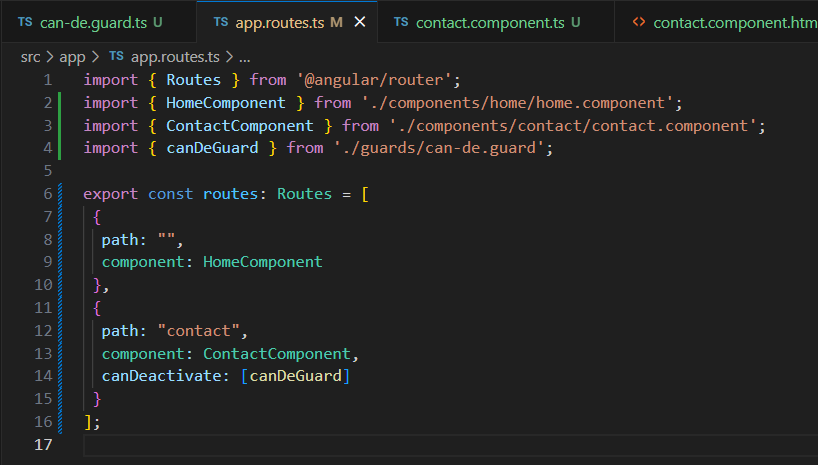 TS can-de.guard.ts U TS app.routes.ts M × TS contact.component.ts U <> contact.component.htm
src > app > TS app.routes.ts > ...
1 import { Routes } from '@angular/router';
2 import { HomeComponent } from './components/home/home.component';
3 import { ContactComponent } from './components/contact/contact.component';
4 import { canDeGuard } from './guards/can-de.guard';
5
6 export const routes: Routes = [
7 {
8 path: "",
9 component: HomeComponent
10 },
11 {
12 path: "contact",
13 component: ContactComponent,
14 canDeactivate: [canDeGuard]
15 }
16 ];
17